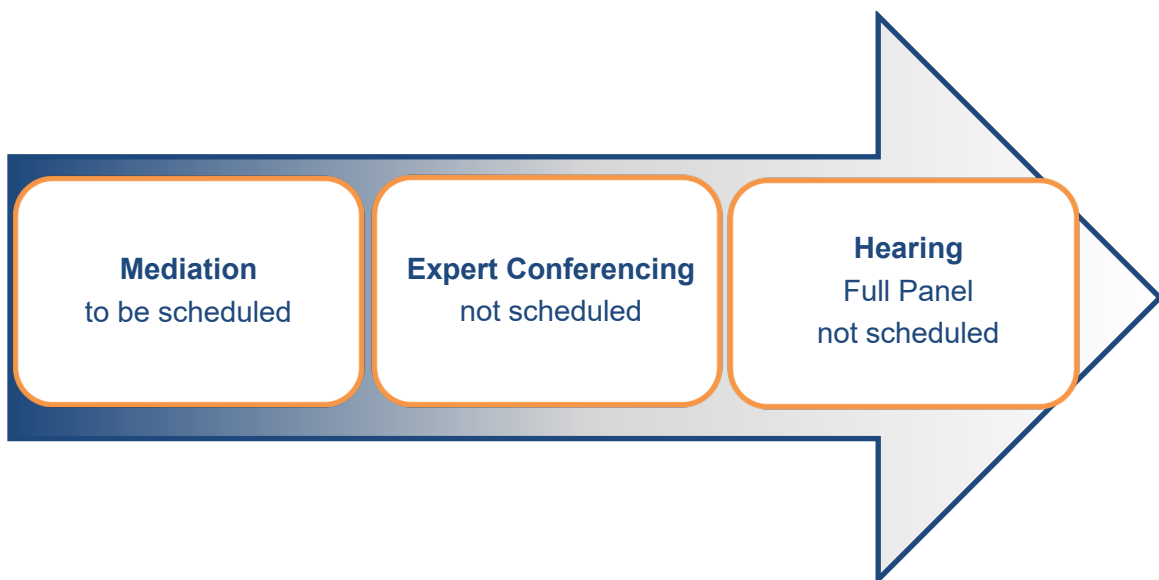 Mediation
to be scheduled
Expert Conferencing
not scheduled
Hearing
Full Panel
not scheduled